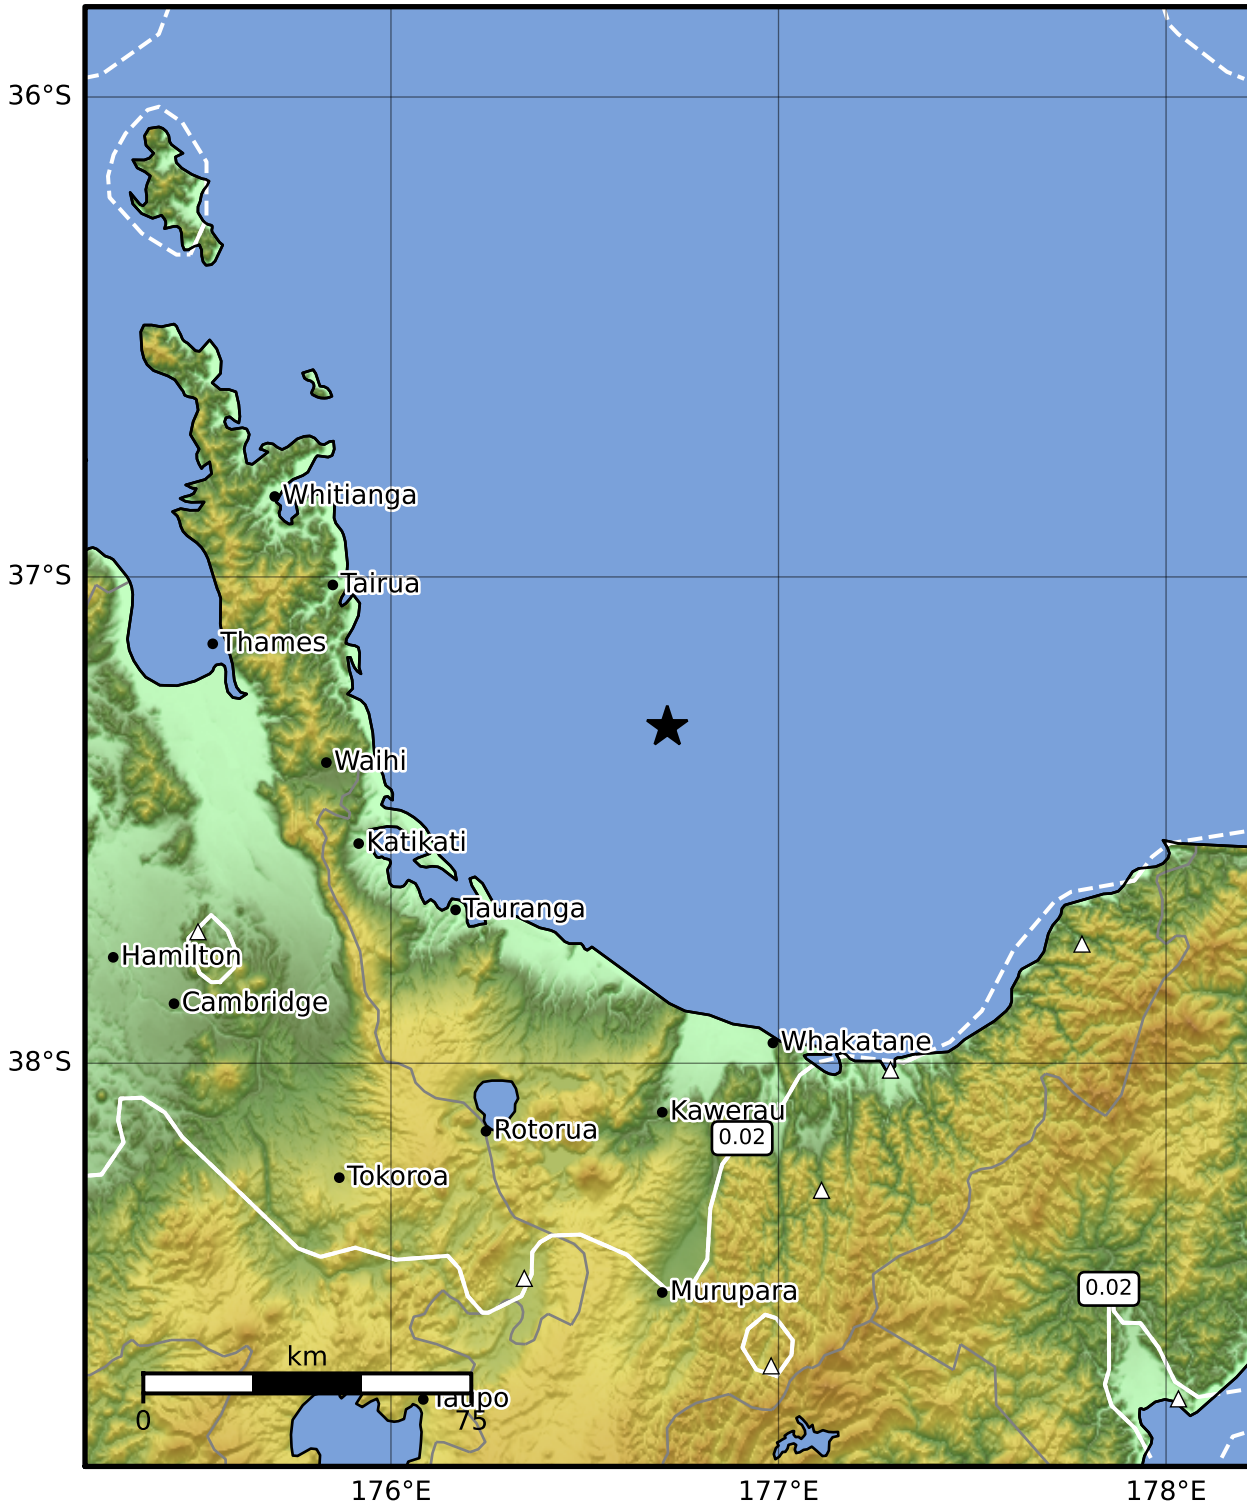 36°S
Whitianga
37°S
Tairua
Thames
Waihi
Katikati
Tauranga
Hamilton
Cambridge
Whakatane
38°S
Kawerau
0.02
Rotorua
Tokoroa
Murupara
0.02
km
Taupo
0
75
176°E
177°E
178°E